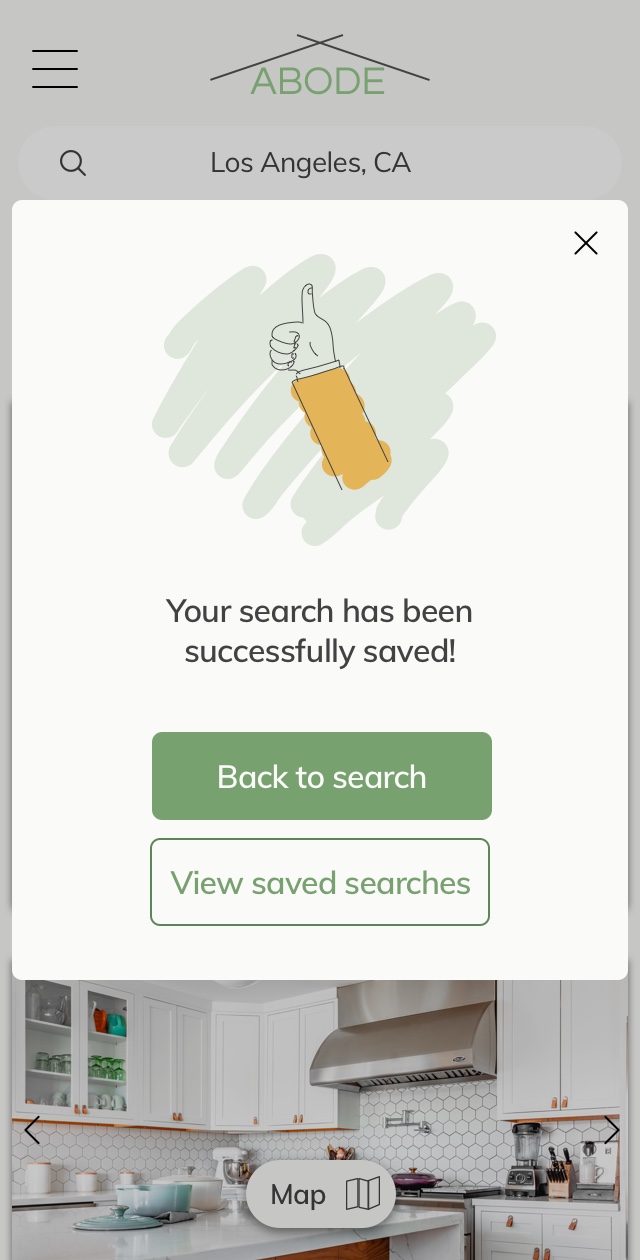 ABODE
Los Angeles, CA
Your search has been
successfully saved!
Back to search
View saved searches
Map